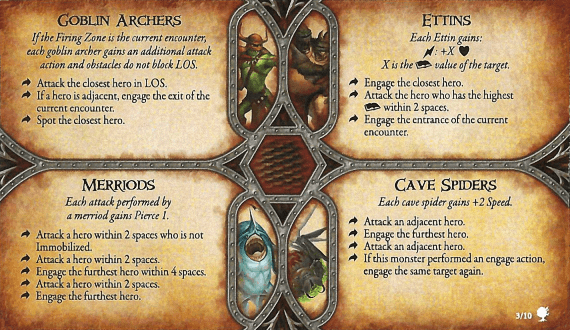 GOBLIN ARCHERS
If the Firing Zone is the current encounter,
each goblin archer gains an additional attack
action and obstacles do not block LOS.
Attack the closest hero in LOS.
If a hero is adjacent, engage the exit of the
current encounter.
Spot the closest hero.
ETTINS
Each Ettin gains:
: +X
X is the value of the target.
Engage the closest hero.
Attack the hero who has the highest
within 2 spaces.
Engage the entrance of the current
encounter.
MERRIODS
Each attack performed by
a merriod gains Pierce 1.
Attack a hero within 2 spaces who is not
Immobilized.
Attack a hero within 2 spaces.
Engage the furthest hero within 4 spaces.
Attack a hero within 2 spaces.
Engage the furthest hero.
CAVE SPIDERS
Each cave spider gains +2 Speed.
Attack an adjacent hero.
Engage the furthest hero.
Attack an adjacent hero.
If this monster performed an engage action,
engage the same target again.
3/10